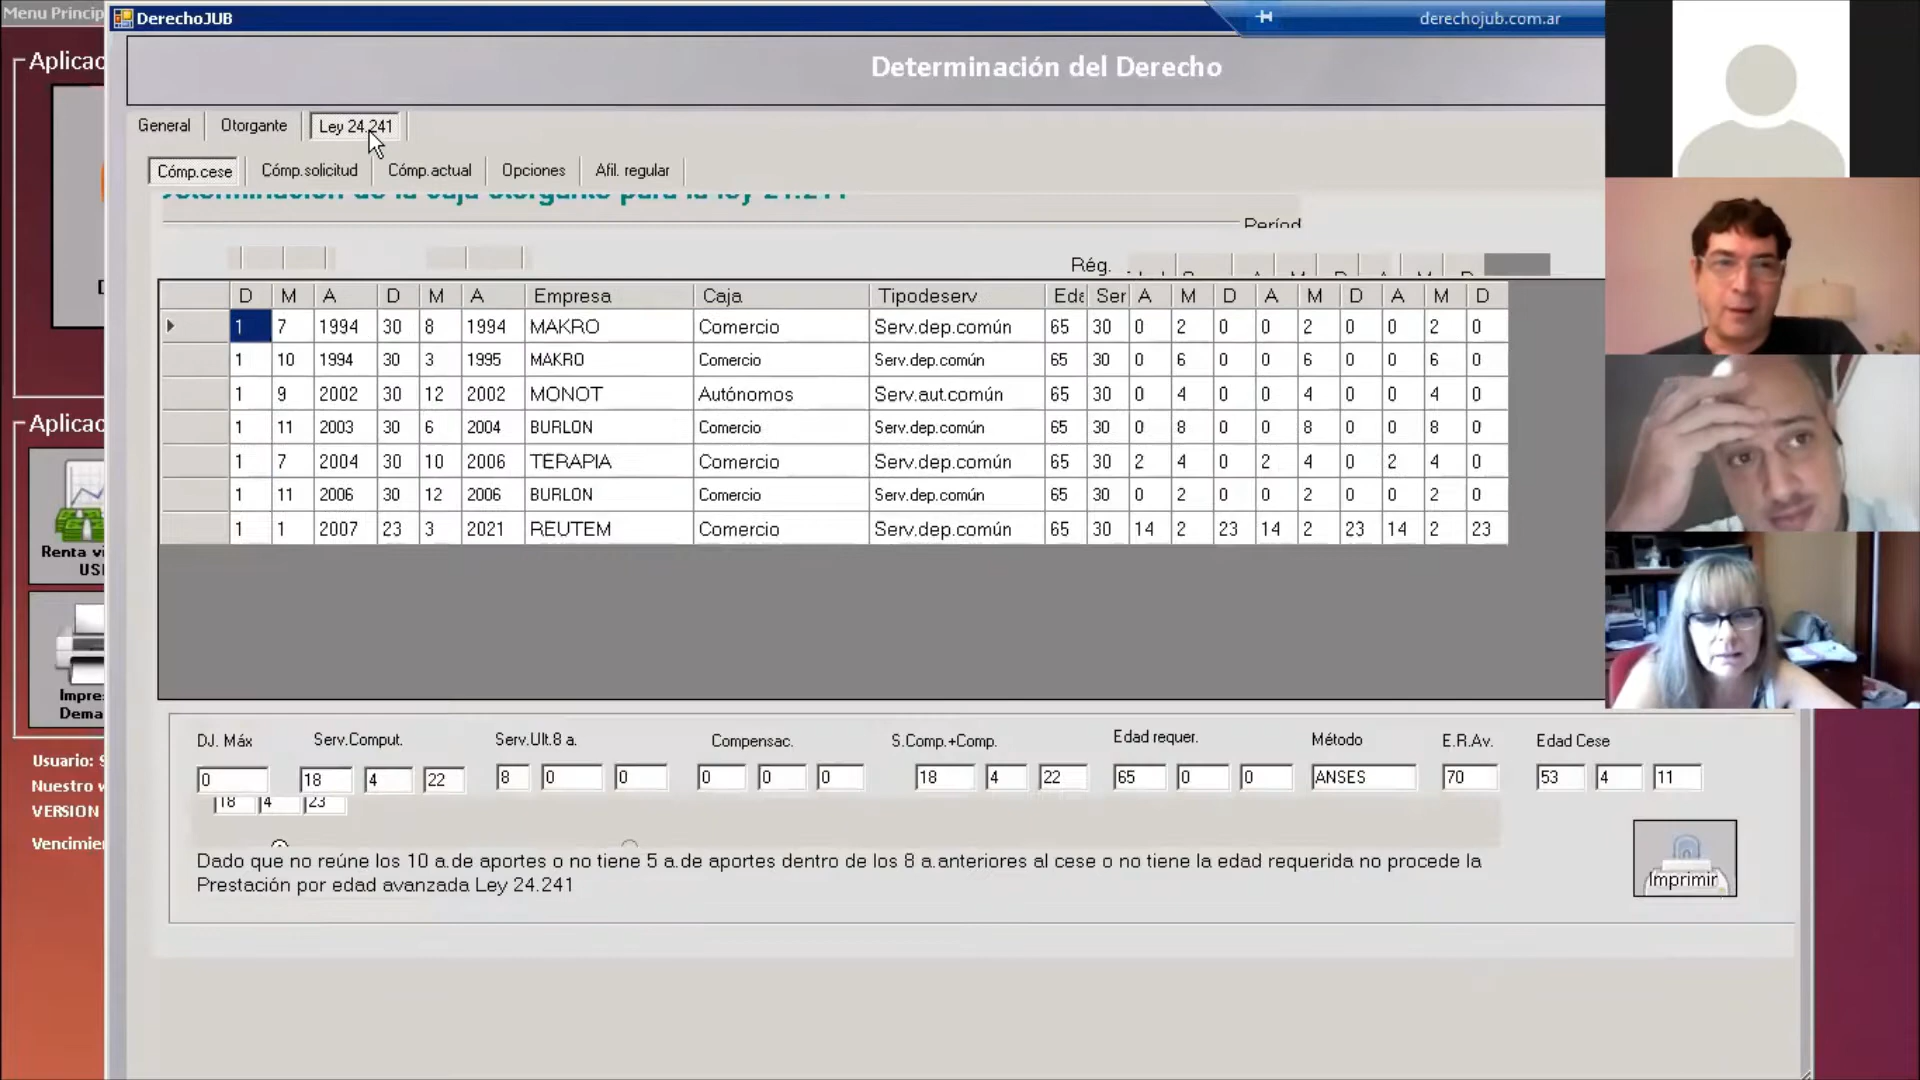 Menu Princip
DerechoJUB
derechojub.com.ar
Determinación del Derecho
General Otorgante Ley 24.241
Cómp.cese Cómp.solicitud Cómp.actual Opciones Afil. regular
Determinación de la caja otorgante para la ley 24.241
Períod
Rég.
D M A D M A Empresa Caja Tipodeserv Eda Ser A M D A M D A M D
1 7 1994 30 8 1994 MAKRO Comercio Serv.dep.común 65 30 0 2 0 0 2 0 0 2 0
1 10 1994 30 3 1995 MAKRO Comercio Serv.dep.común 65 30 0 6 0 0 6 0 0 6 0
1 9 2002 30 12 2002 MONOT Autónomos Serv.aut.común 65 30 0 4 0 0 4 0 0 4 0
1 11 2003 30 6 2004 BURLON Comercio Serv.dep.común 65 30 0 8 0 0 8 0 0 8 0
1 7 2004 30 10 2006 TERAPIA Comercio Serv.dep.común 65 30 2 4 0 2 4 0 2 4 0
1 11 2006 30 12 2006 BURLON Comercio Serv.dep.común 65 30 0 2 0 0 2 0 0 2 0
1 1 2007 23 3 2021 REUTEM Comercio Serv.dep.común 65 30 14 2 23 14 2 23 14 2 23
DJ. Máx Serv.Comput. Serv.Ult.8 a. Compensac. S.Comp.+Comp. Edad requer. Método E.R.Av. Edad Cese
0 18 4 22 8 0 0 0 0 0 18 4 22 65 0 0 ANSES 70 53 4 11
18 4 23
Dado que no reúne los 10 a.de aportes o no tiene 5 a.de aportes dentro de los 8 a.anteriores al cese o no tiene la edad requerida no procede la
Prestación por edad avanzada Ley 24.241
Imprimir
Aplicac
D
Aplicac
Renta vi
USI
Impre
Dema
Usuario: S
Nuestro w
VERSION
Vencimier